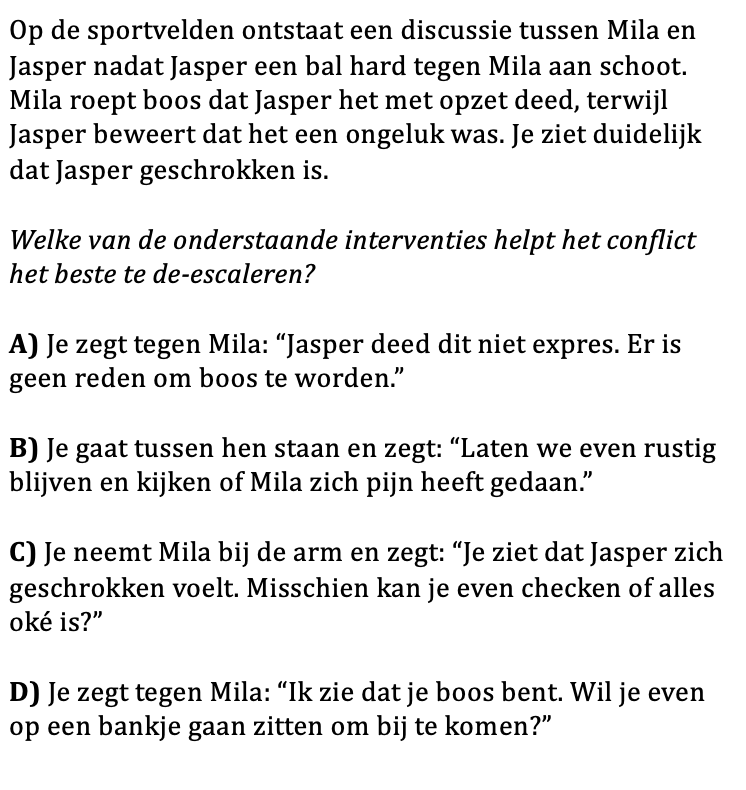 Op de sportvelden ontstaat een discussie tussen Mila en
Jasper nadat Jasper een bal hard tegen Mila aan schoot.
Mila roept boos dat Jasper het met opzet deed, terwijl
Jasper beweert dat het een ongeluk was. Je ziet duidelijk
dat Jasper geschrokken is.
Welke van de onderstaande interventies helpt het conflict
het beste te de-escaleren?
A) Je zegt tegen Mila: “Jasper deed dit niet expres. Er is
geen reden om boos te worden.”
B) Je gaat tussen hen staan en zegt: “Laten we even rustig
blijven en kijken of Mila zich pijn heeft gedaan.”
C) Je neemt Mila bij de arm en zegt: “Je ziet dat Jasper zich
geschrokken voelt. Misschien kan je even checken of alles
oké is?”
D) Je zegt tegen Mila: “Ik zie dat je boos bent. Wil je even
op een bankje gaan zitten om bij te komen?”